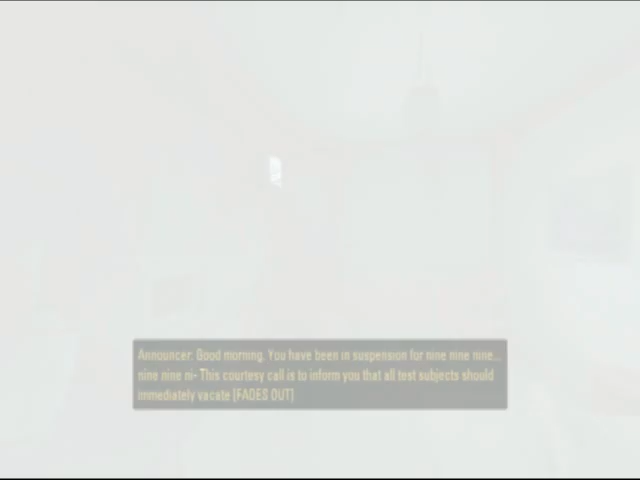 Announcer: Good morning. You have been in suspension for nine nine nine...
nine nine ni- This courtesy call is to inform you that all test subjects should
immediately vacate [FADES OUT]